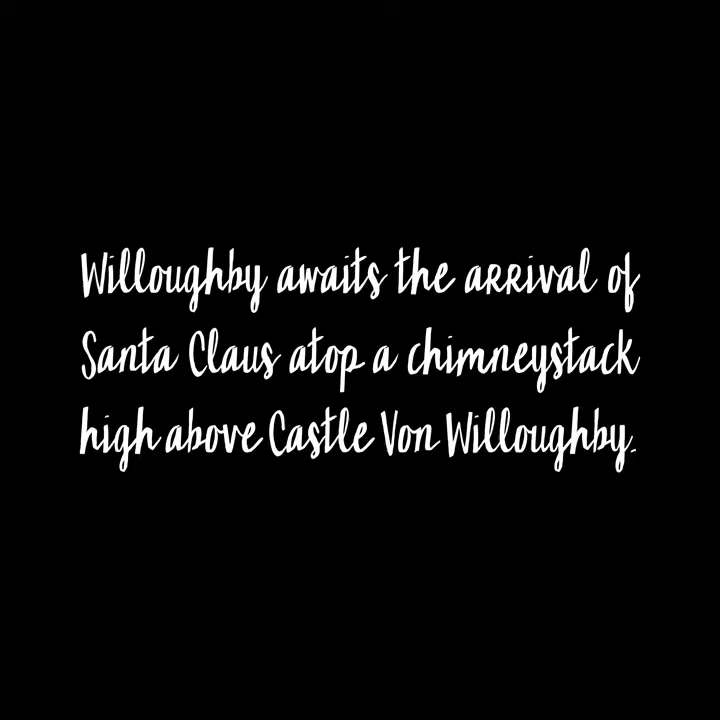 Willoughby awaits the arrival of
Santa Claus atop a chimneystack
high above Castle Von Willoughby.